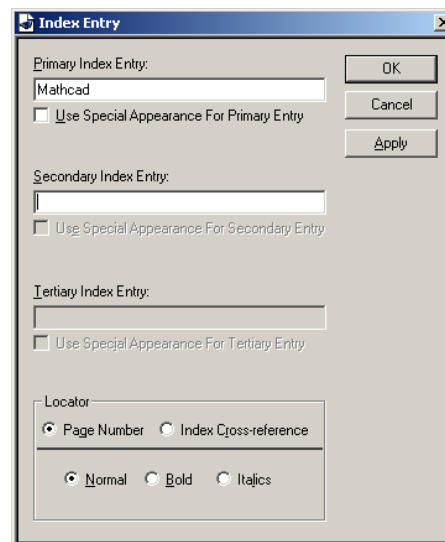 Index Entry
Primary Index Entry:
Mathcad
Use Special Appearance For Primary Entry
OK
Cancel
Apply
Secondary Index Entry:
Use Special Appearance For Secondary Entry
Tertiary Index Entry:
Use Special Appearance For Tertiary Entry
Locator
Page Number Index Cross-reference
Normal Bold Italics